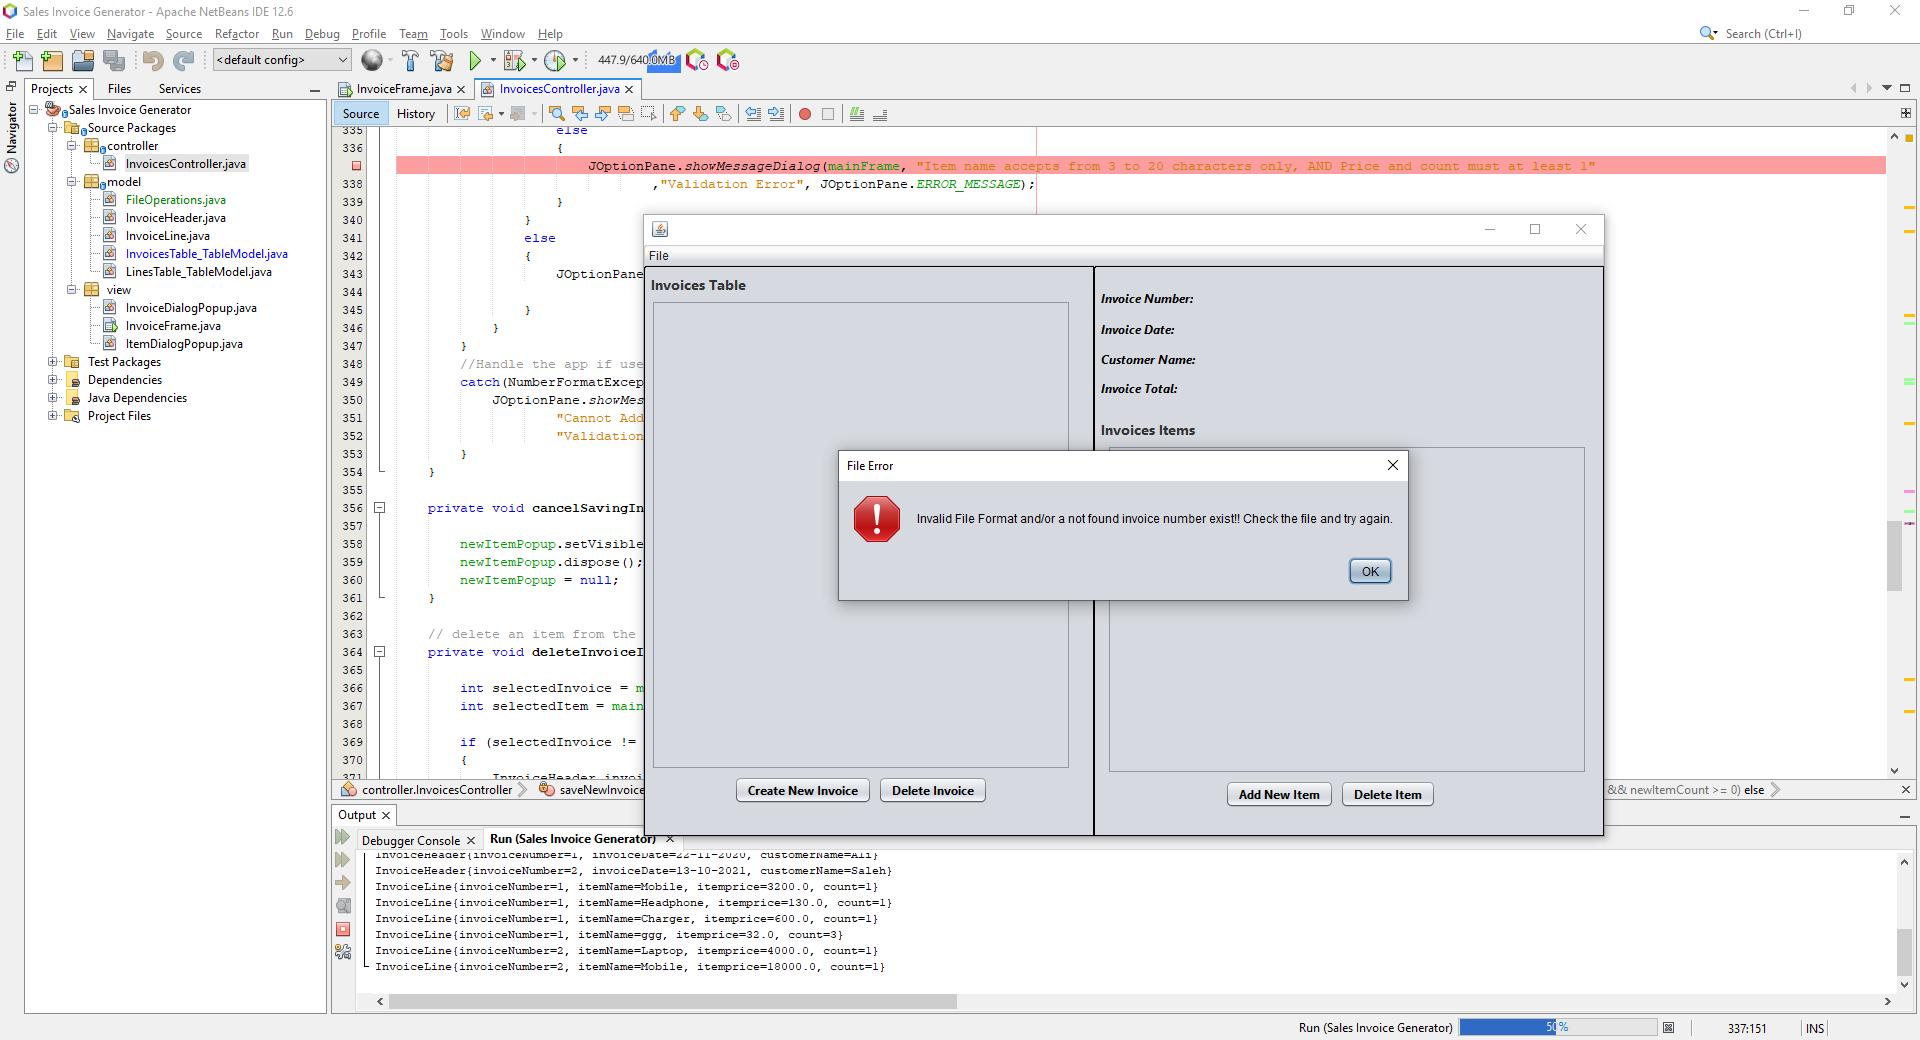 Sales Invoice Generator - Apache NetBeans IDE 12.6
File Edit View Navigate Source Refactor Run Debug Profile Team Tools Window Help
Search (Ctrl+I)
<default config>
447.9/640.0MB
Projects Files Services
Navigator
Sales Invoice Generator
Source Packages
controller
InvoicesController.java
model
FileOperations.java
InvoiceHeader.java
InvoiceLine.java
InvoicesTable_TableModel.java
LinesTable_TableModel.java
view
InvoiceDialogPopup.java
InvoiceFrame.java
ItemDialogPopup.java
Test Packages
Dependencies
Java Dependencies
Project Files
InvoiceFrame.java InvoicesController.java
Source History
335 else
336 {
JOptionPane.showMessageDialog(mainFrame, "Item name accepts from 3 to 20 characters only, AND Price and count must at least 1"
338 ,"Validation Error", JOptionPane.ERROR_MESSAGE);
339 }
340 }
341 else
342 {
343 JOptionPane
344
345 }
346 }
347 }
348 //Handle the app if use
349 catch(NumberFormatExcep
350 JOptionPane.showMes
351 "Cannot Add
352 "Validation
353 }
354 }
355
356 private void cancelSavingIn
357
358 newItemPopup.setVisible
359 newItemPopup.dispose();
360 newItemPopup = null;
361 }
362
363 // delete an item from the
364 private void deleteInvoiceI
365
366 int selectedInvoice = m
367 int selectedItem = main
368
369 if (selectedInvoice !=
370 {
371 InvoiceHeader invoi
controller.InvoicesController saveNewInvoice
&& newItemCount >= 0) else
File
Invoices Table
Create New Invoice Delete Invoice
Invoice Number:
Invoice Date:
Customer Name:
Invoice Total:
Invoices Items
Add New Item Delete Item
File Error
Invalid File Format and/or a not found invoice number exist!! Check the file and try again.
OK
Output
Debugger Console Run (Sales Invoice Generator)
InvoiceHeader{invoiceNumber=1, invoiceDate=22-11-2020, customerName=Ali}
InvoiceHeader{invoiceNumber=2, invoiceDate=13-10-2021, customerName=Saleh}
InvoiceLine{invoiceNumber=1, itemName=Mobile, itemprice=3200.0, count=1}
InvoiceLine{invoiceNumber=1, itemName=Headphone, itemprice=130.0, count=1}
InvoiceLine{invoiceNumber=1, itemName=Charger, itemprice=600.0, count=1}
InvoiceLine{invoiceNumber=1, itemName=ggg, itemprice=32.0, count=3}
InvoiceLine{invoiceNumber=2, itemName=Laptop, itemprice=4000.0, count=1}
InvoiceLine{invoiceNumber=2, itemName=Mobile, itemprice=18000.0, count=1}
Run (Sales Invoice Generator) 50% 337:151 INS